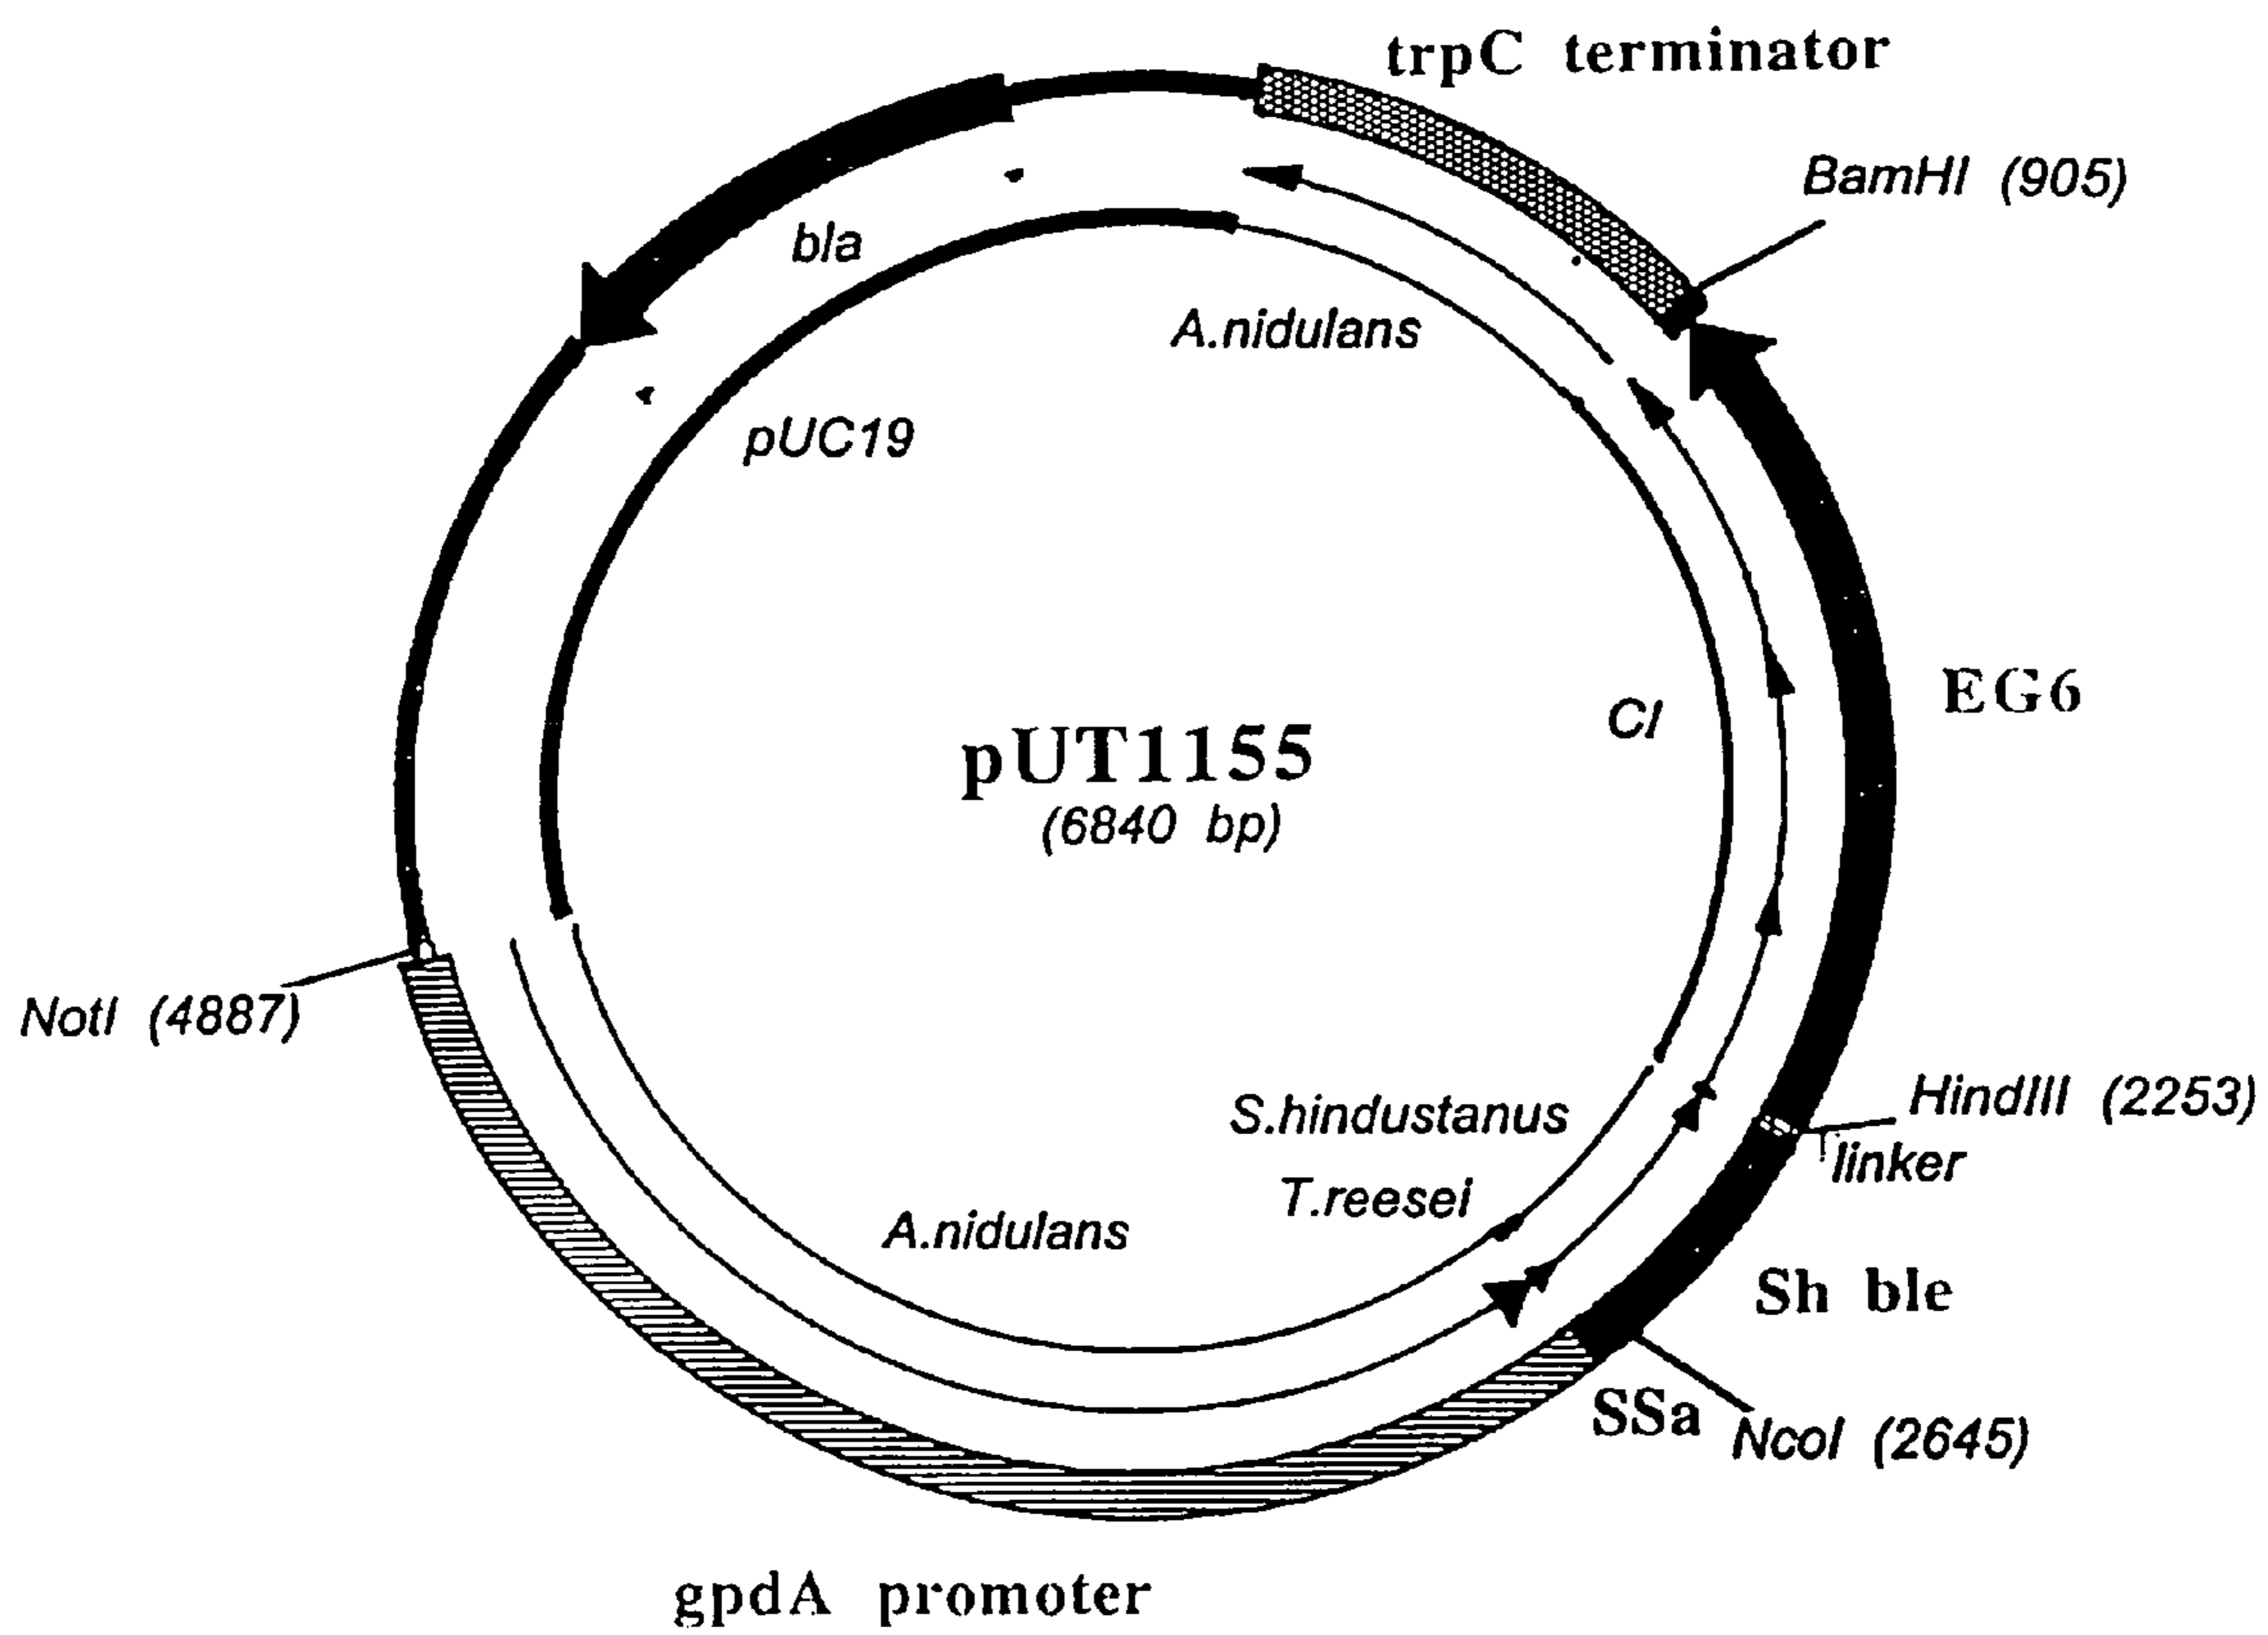 trpC terminator
BamHI (905)
bla
A.nidulans
pUC19
EG6
CI
pUT1155
(6840 bp)
NotI (4887)
HindIII (2253)
linker
S.hindustanus
T.reesei
A.nidulans
Sh ble
SSa
NcoI (2645)
gpdA promoter